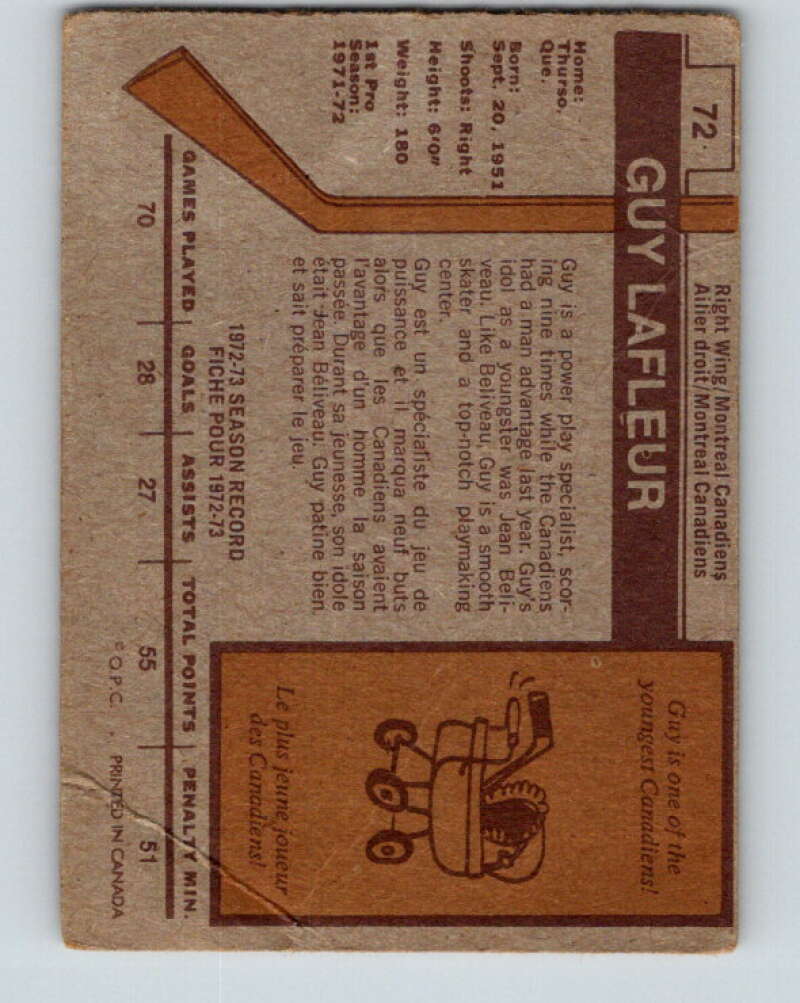 72
Right Wing/Montreal Canadiens
Ailier droit/Montreal Canadiens
GUY LAFLEUR
Home:
Thurso,
Que.
Born:
Sept. 20, 1951
Shoots: Right
Height: 6'0"
Weight: 180
1st Pro
Season:
1971-72
Guy is a power play specialist, scor-
ing nine times while the Canadiens
had a man advantage last year. Guy's
idol as a youngster was Jean Beli-
veau. Like Beliveau, Guy is a smooth
skater and a top-notch playmaking
center.
Guy est un spécialiste du jeu de
puissance et il marqua neuf buts
alors que les Canadiens avaient
l'avantage d'un homme la saison
passée. Durant sa jeunesse, son idole
était Jean Béliveau. Guy patine bien
et sait préparer le jeu.
Guy is one of the
youngest Canadiens!
Le plus jeune joueur
des Canadiens!
1972-73 SEASON RECORD
FICHE POUR 1972-73
GAMES PLAYED GOALS ASSISTS TOTAL POINTS PENALTY MIN.
70 28 27 55 51
© O.P.C. . PRINTED IN CANADA